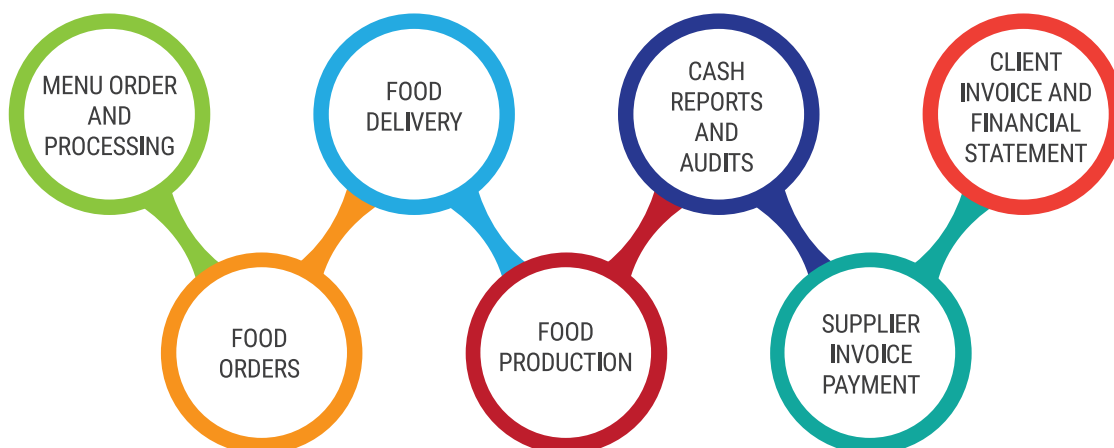 MENU ORDER
AND
PROCESSING
FOOD
ORDERS
FOOD
DELIVERY
FOOD
PRODUCTION
CASH
REPORTS
AND
AUDITS
SUPPLIER
INVOICE
PAYMENT
CLIENT
INVOICE AND
FINANCIAL
STATEMENT